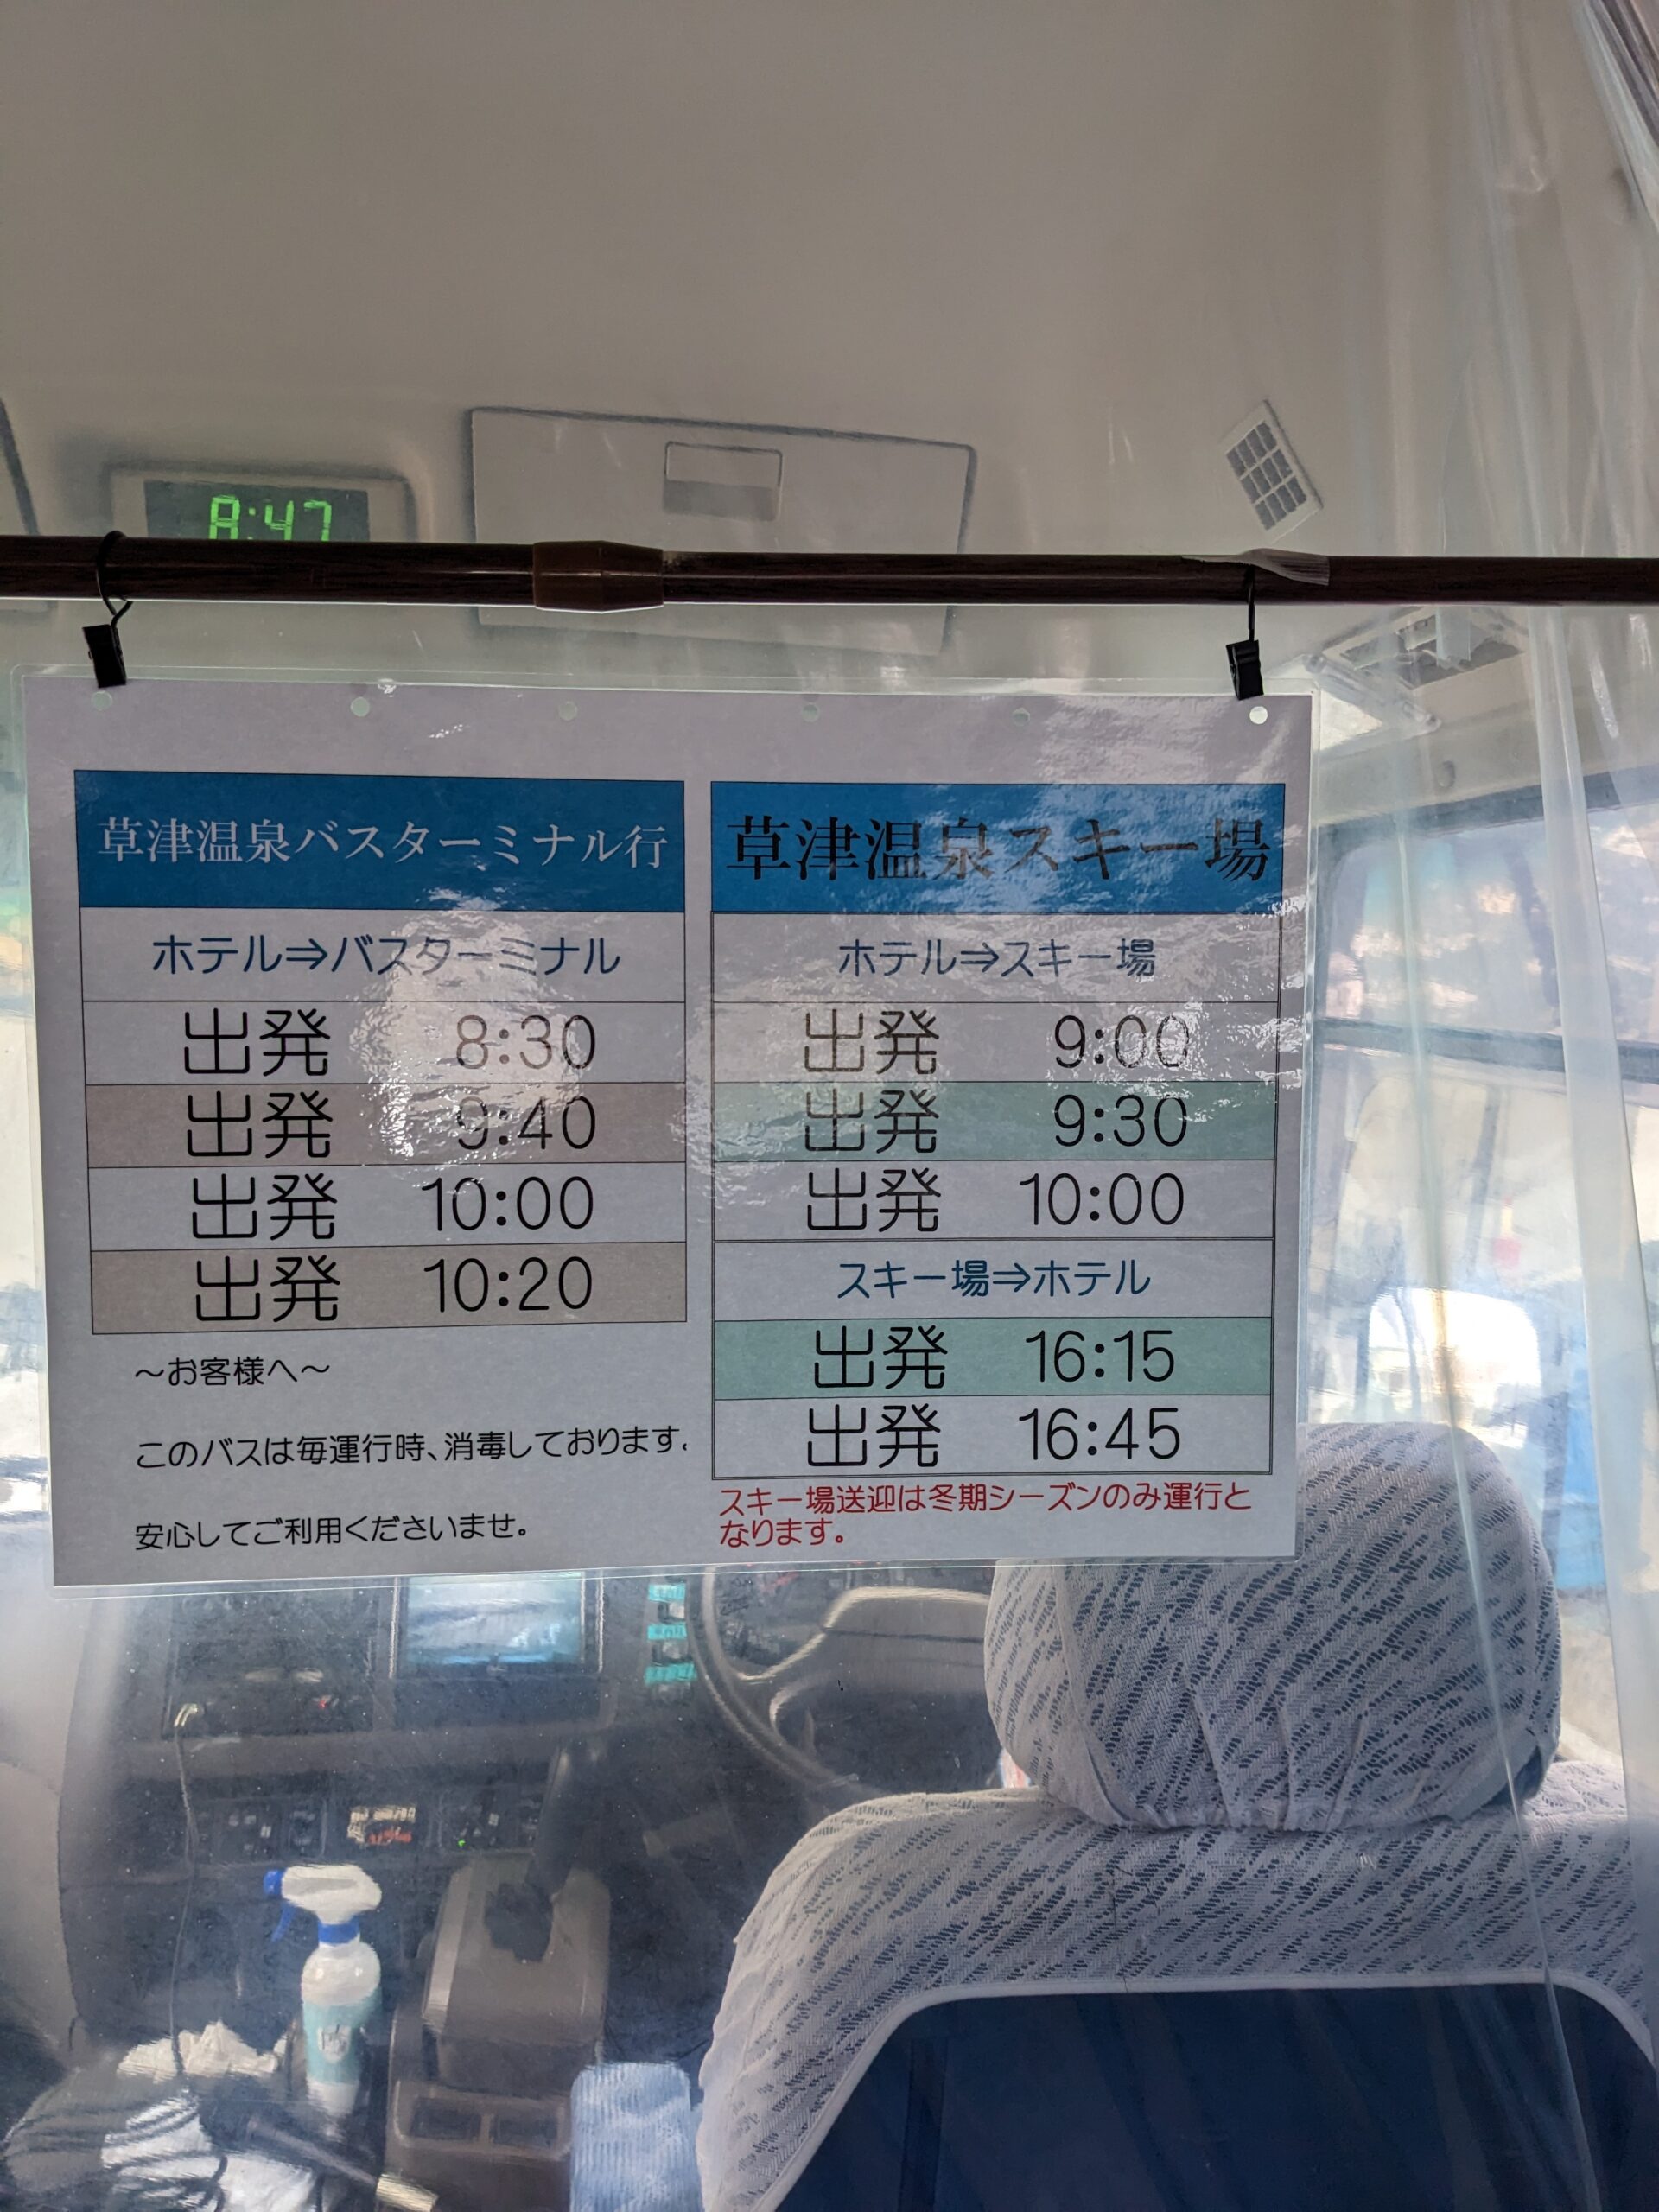 8:47
草津温泉バスターミナル行
ホテル⇒バスターミナル
出発 8:30
出発 9:40
出発 10:00
出発 10:20
～お客様へ～
このバスは毎運行時、消毒しております。
安心してご利用くださいませ。
草津温泉スキー場
ホテル⇒スキー場
出発 9:00
出発 9:30
出発 10:00
スキー場⇒ホテル
出発 16:15
出発 16:45
スキー場送迎は冬期シーズンのみ運行と
なります。